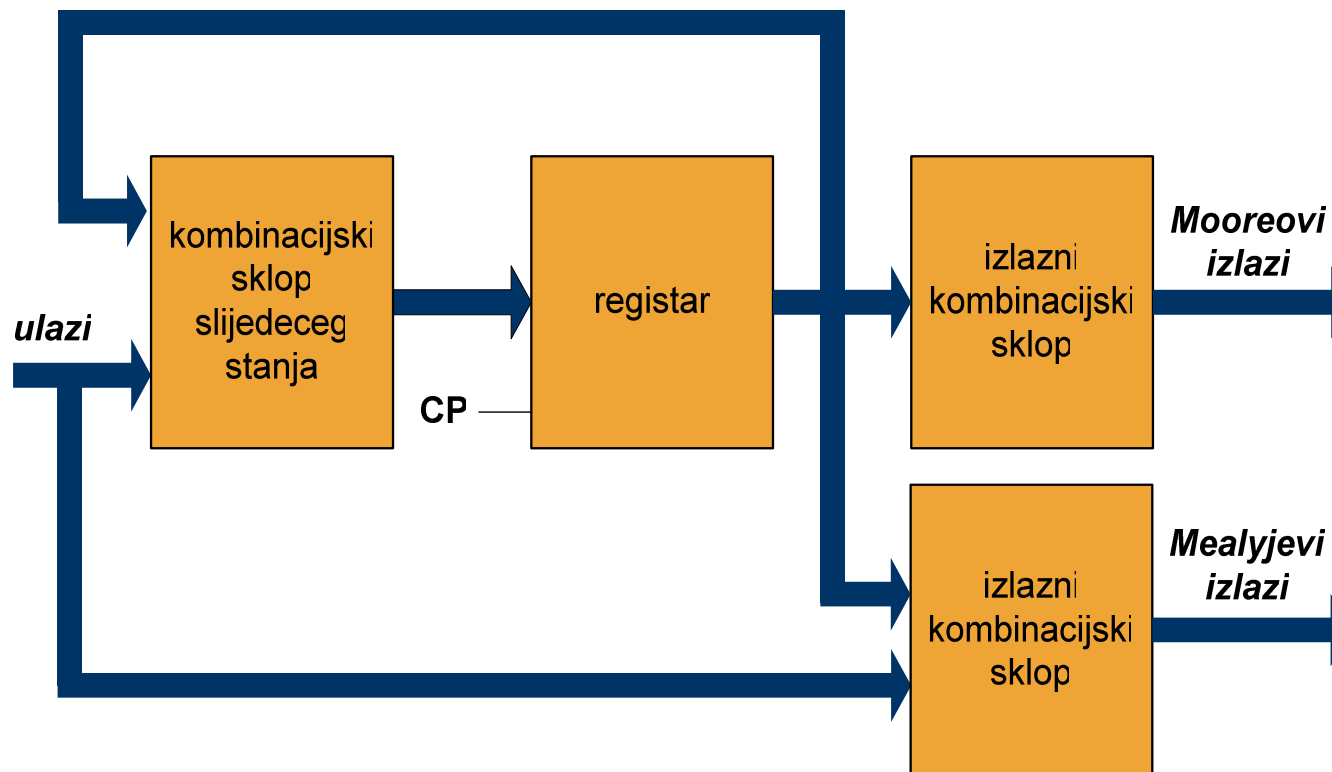 ulazi
kombinacijski
sklop
slijedeceg
stanja
registar
CP
izlazni
kombinacijski
sklop
Mooreovi
izlazi
izlazni
kombinacijski
sklop
Mealyjevi
izlazi